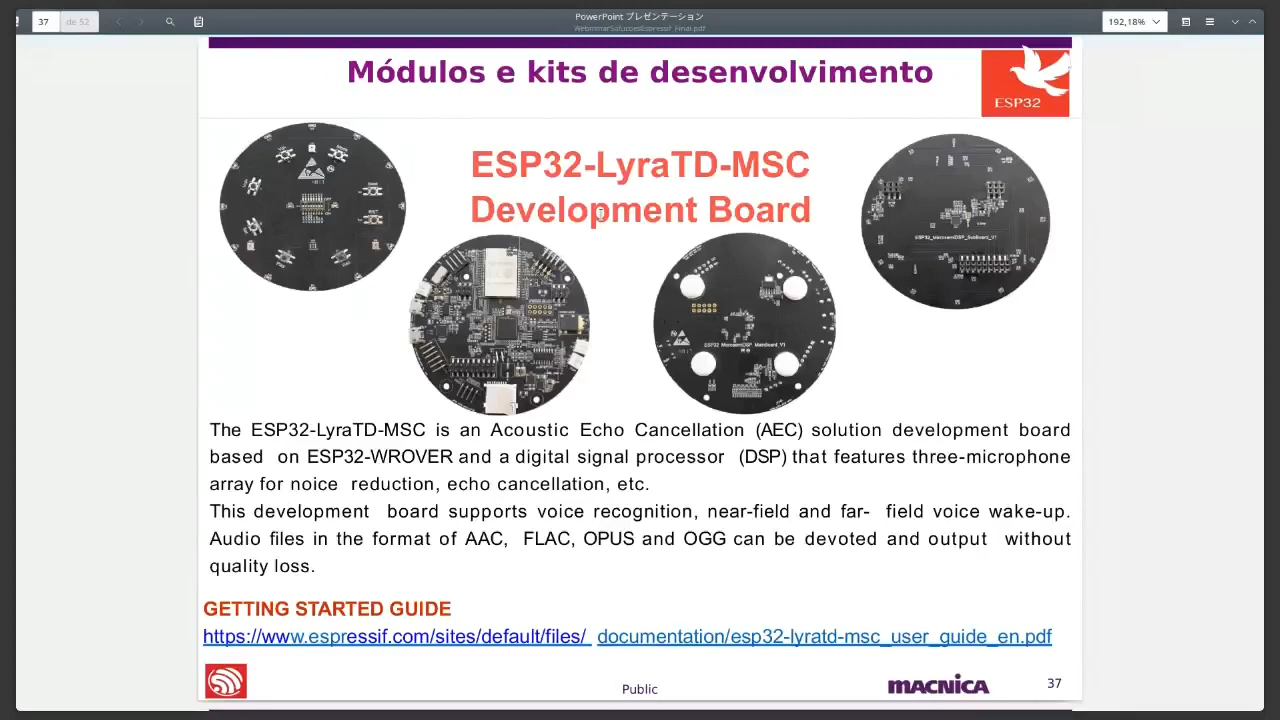 37
de 52
PowerPoint プレゼンテーション
WebinnarSolucoesEspressif_Final.pdf
192,18%
Módulos e kits de desenvolvimento
ESP32
ESP32-LyraTD-MSC
Development Board
ESP32_MicrosemiDSP_SubBoard_V1
ESP32_MicrosemiDSP_MainBoard_V1
The ESP32-LyraTD-MSC is an Acoustic Echo Cancellation (AEC) solution development board
based on ESP32-WROVER and a digital signal processor (DSP) that features three-microphone
array for noice reduction, echo cancellation, etc.
This development board supports voice recognition, near-field and far- field voice wake-up.
Audio files in the format of AAC, FLAC, OPUS and OGG can be devoted and output without
quality loss.
GETTING STARTED GUIDE
https://www.espressif.com/sites/default/files/ documentation/esp32-lyratd-msc_user_guide_en.pdf
Public
MACNICA
37